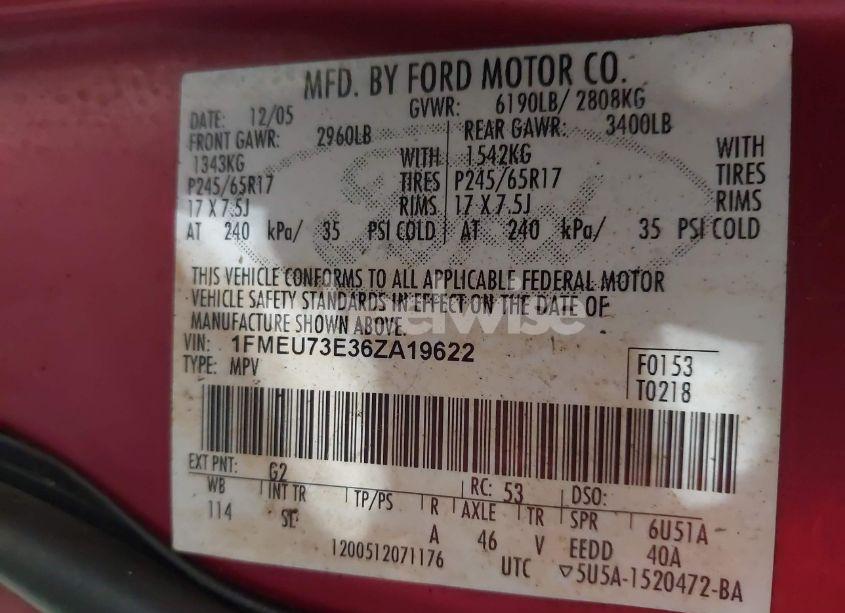 MFD. BY FORD MOTOR CO.
DATE: 12/05 GVWR: 6190LB/ 2808KG
FRONT GAWR: 2960LB REAR GAWR: 3400LB
1343KG WITH 1542KG WITH
P245/65R17 TIRES P245/65R17 TIRES
17 X 7.5J RIMS 17 X 7.5J RIMS
AT 240 kPa/ 35 PSI COLD AT 240 kPa/ 35 PSI COLD
THIS VEHICLE CONFORMS TO ALL APPLICABLE FEDERAL MOTOR
VEHICLE SAFETY STANDARDS IN EFFECT ON THE DATE OF
MANUFACTURE SHOWN ABOVE.
VIN: 1FMEU73E36ZA19622
TYPE: MPV
F0153
T0218
EXT PNT: G2 RC: 53 DSO:
WB INT TR TP/PS R AXLE TR SPR 6U51A
114 A 46 V EEDD 40A
1200512071176 UTC ▽5U5A-1520472-BA